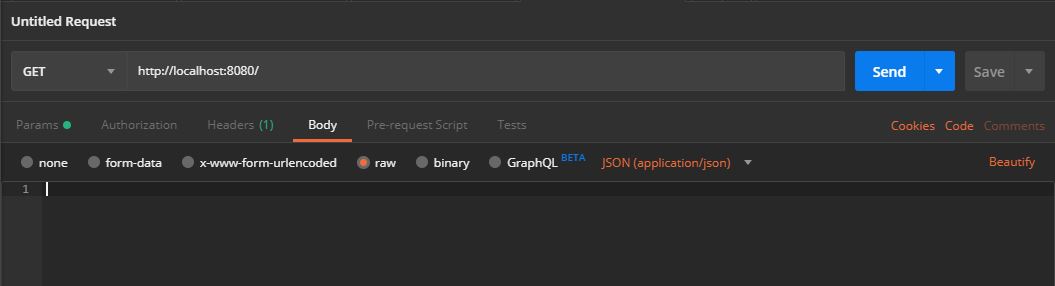 Untitled Request
GET http://localhost:8080/ Send Save
Params Authorization Headers (1) Body Pre-request Script Tests Cookies Code Comments
none form-data x-www-form-urlencoded raw binary GraphQL BETA JSON (application/json) Beautify
1